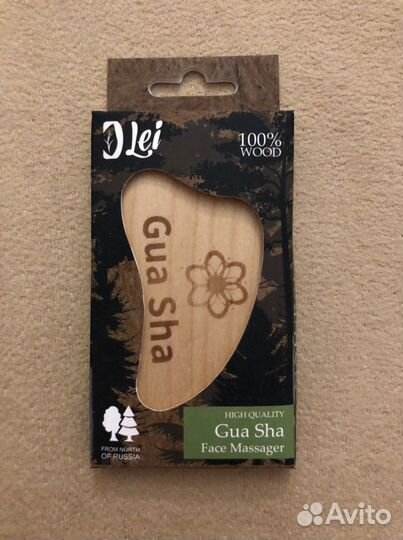 J Lei
100%
WOOD
Gua Sha
HIGH QUALITY
Gua Sha
Face Massager
FROM NORTH
OF RUSSIA
Avito